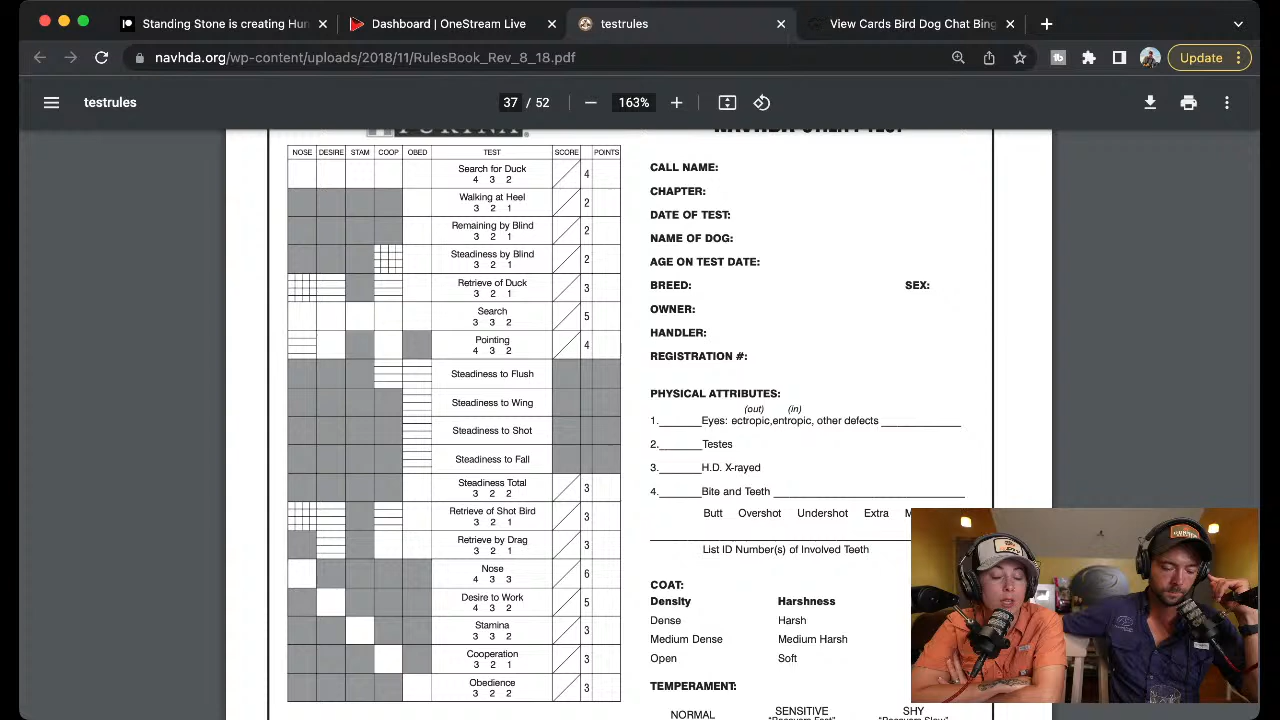 Standing Stone is creating Hur
Dashboard | OneStream Live
testrules
View Cards Bird Dog Chat Bing
navhda.org/wp-content/uploads/2018/11/RulesBook_Rev_8_18.pdf
Update
testrules
37 / 52
163%
PURINA
NOSE DESIRE STAM COOP OBED TEST SCORE POINTS
Search for Duck
4 3 2
4
Walking at Heel
3 2 1
2
Remaining by Blind
3 2 1
2
Steadiness by Blind
3 2 1
2
Retrieve of Duck
3 2 1
3
Search
3 3 2
5
Pointing
4 3 2
4
Steadiness to Flush
Steadiness to Wing
Steadiness to Shot
Steadiness to Fall
Steadiness Total
3 2 2
3
Retrieve of Shot Bird
3 2 1
3
Retrieve by Drag
3 2 1
3
Nose
4 3 3
6
Desire to Work
4 3 2
5
Stamina
3 3 2
3
Cooperation
3 2 1
3
Obedience
3 2 2
3
CALL NAME:
CHAPTER:
DATE OF TEST:
NAME OF DOG:
AGE ON TEST DATE:
BREED: SEX:
OWNER:
HANDLER:
REGISTRATION #:
PHYSICAL ATTRIBUTES:
(out) (in)
1.______Eyes: ectropic,entropic, other defects ____________
2.______Testes
3.______H.D. X-rayed
4.______Bite and Teeth ____________________________
Butt Overshot Undershot Extra M
List ID Number(s) of Involved Teeth
COAT:
Density Harshness
Dense Harsh
Medium Dense Medium Harsh
Open Soft
TEMPERAMENT:
NORMAL SENSITIVE SHY